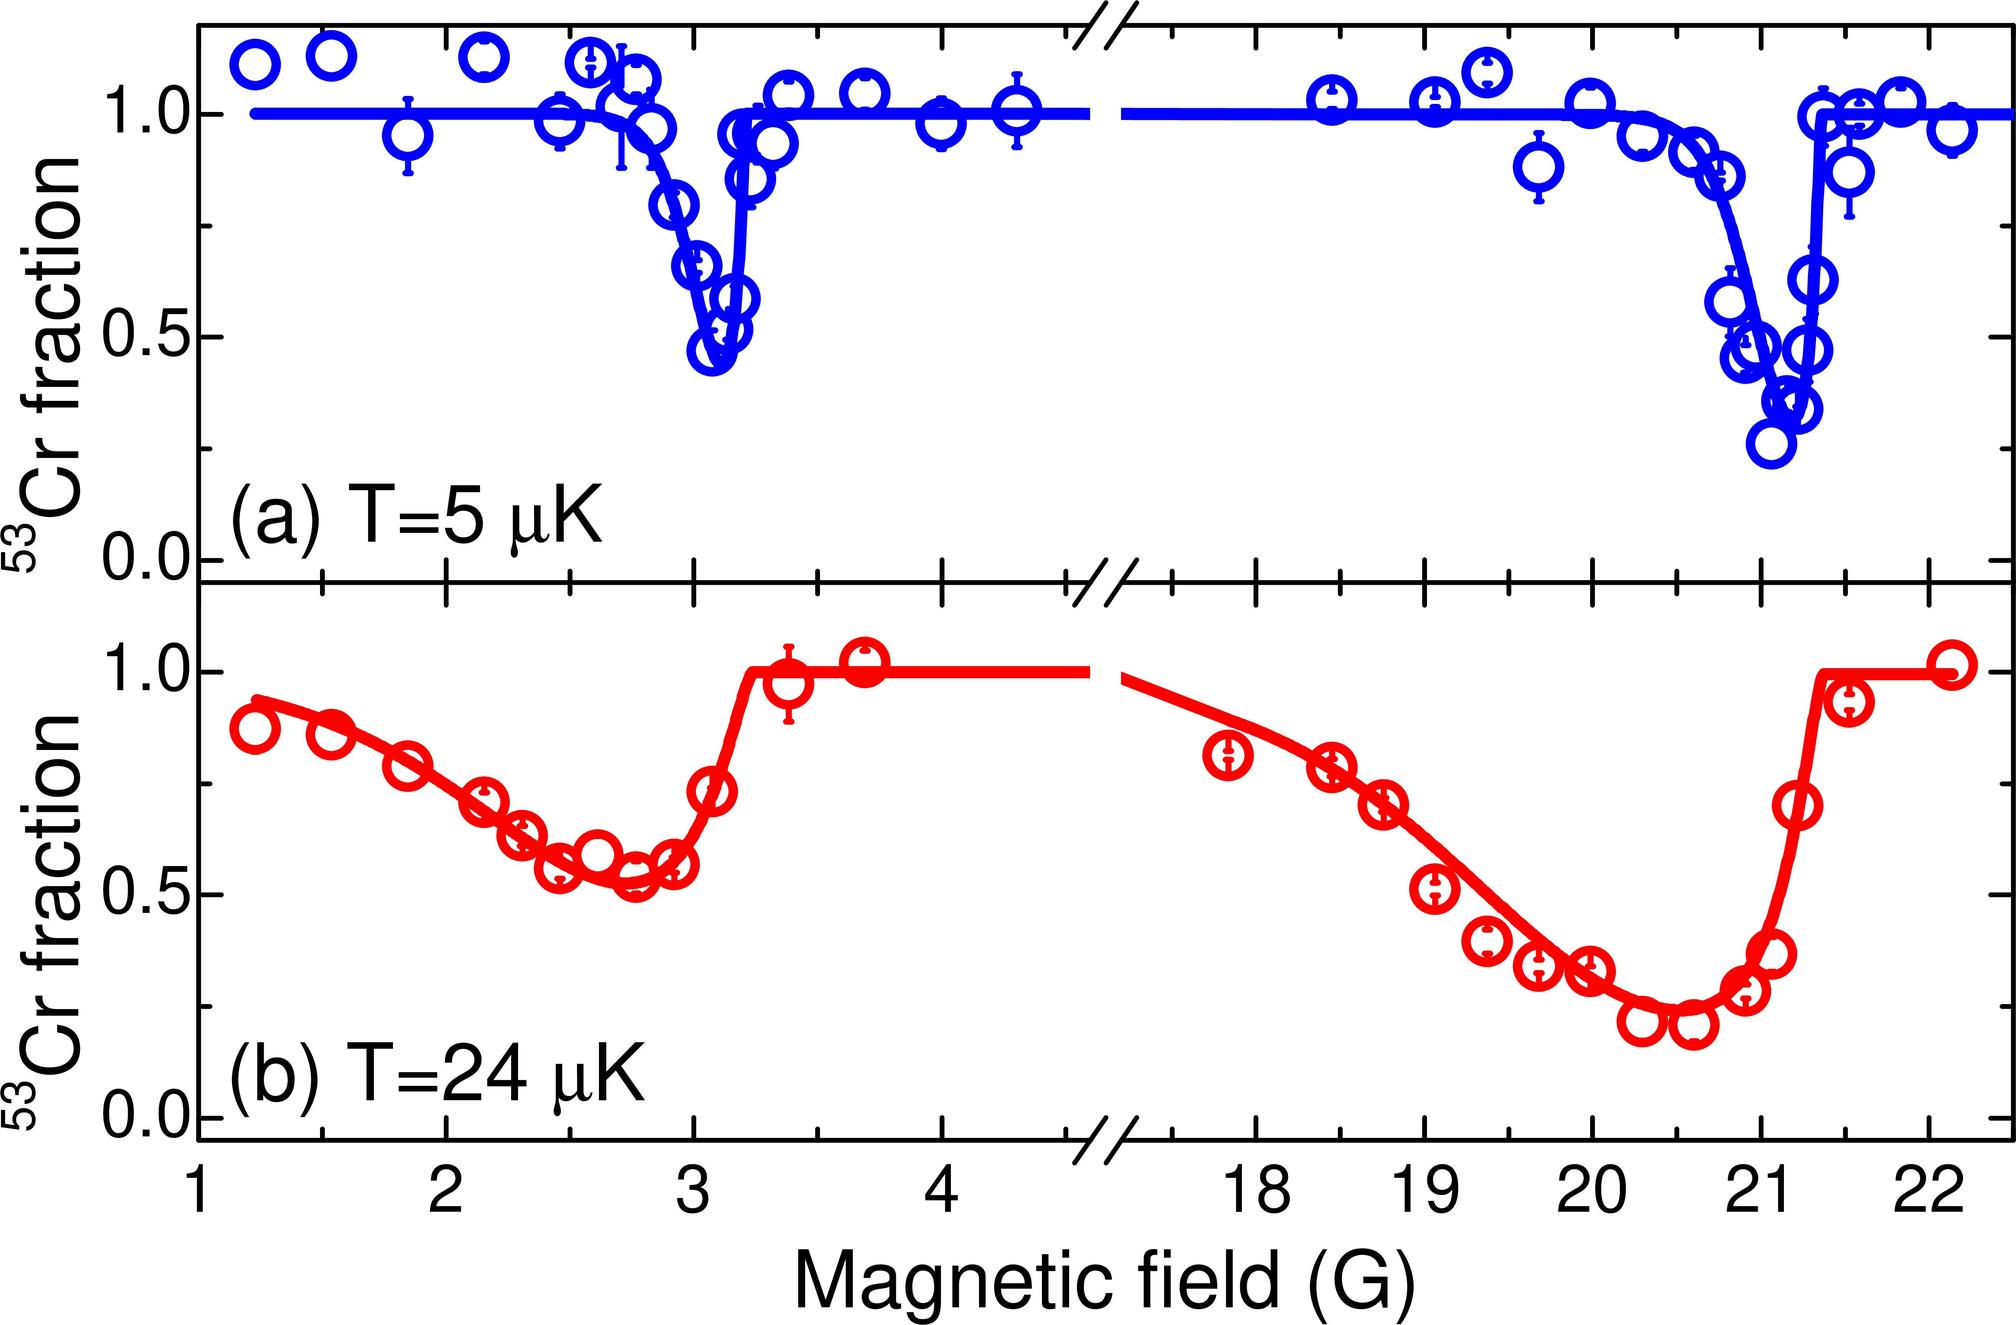 ⁵³Cr fraction
1.0
0.5
0.0
(a) T=5 μK
⁵³Cr fraction
1.0
0.5
0.0
(b) T=24 μK
1 2 3 4 18 19 20 21 22
Magnetic field (G)